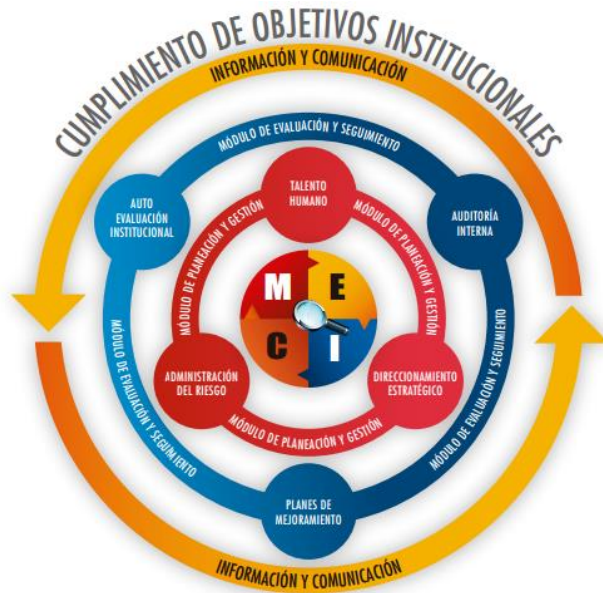 CUMPLIMIENTO DE OBJETIVOS INSTITUCIONALES
INFORMACIÓN Y COMUNICACIÓN
MÓDULO DE EVALUACIÓN Y SEGUIMIENTO
TALENTO
HUMANO
AUTO
EVALUACIÓN
INSTITUCIONAL
AUDITORÍA
INTERNA
MÓDULO DE PLANEACIÓN Y GESTIÓN
MÓDULO DE PLANEACIÓN Y GESTIÓN
M E
C I
MÓDULO DE EVALUACIÓN Y SEGUIMIENTO
MÓDULO DE EVALUACIÓN Y SEGUIMIENTO
ADMINISTRACIÓN
DEL RIESGO
DIRECCIONAMIENTO
ESTRATÉGICO
MÓDULO DE PLANEACIÓN Y GESTIÓN
PLANES DE
MEJORAMIENTO
INFORMACIÓN Y COMUNICACIÓN